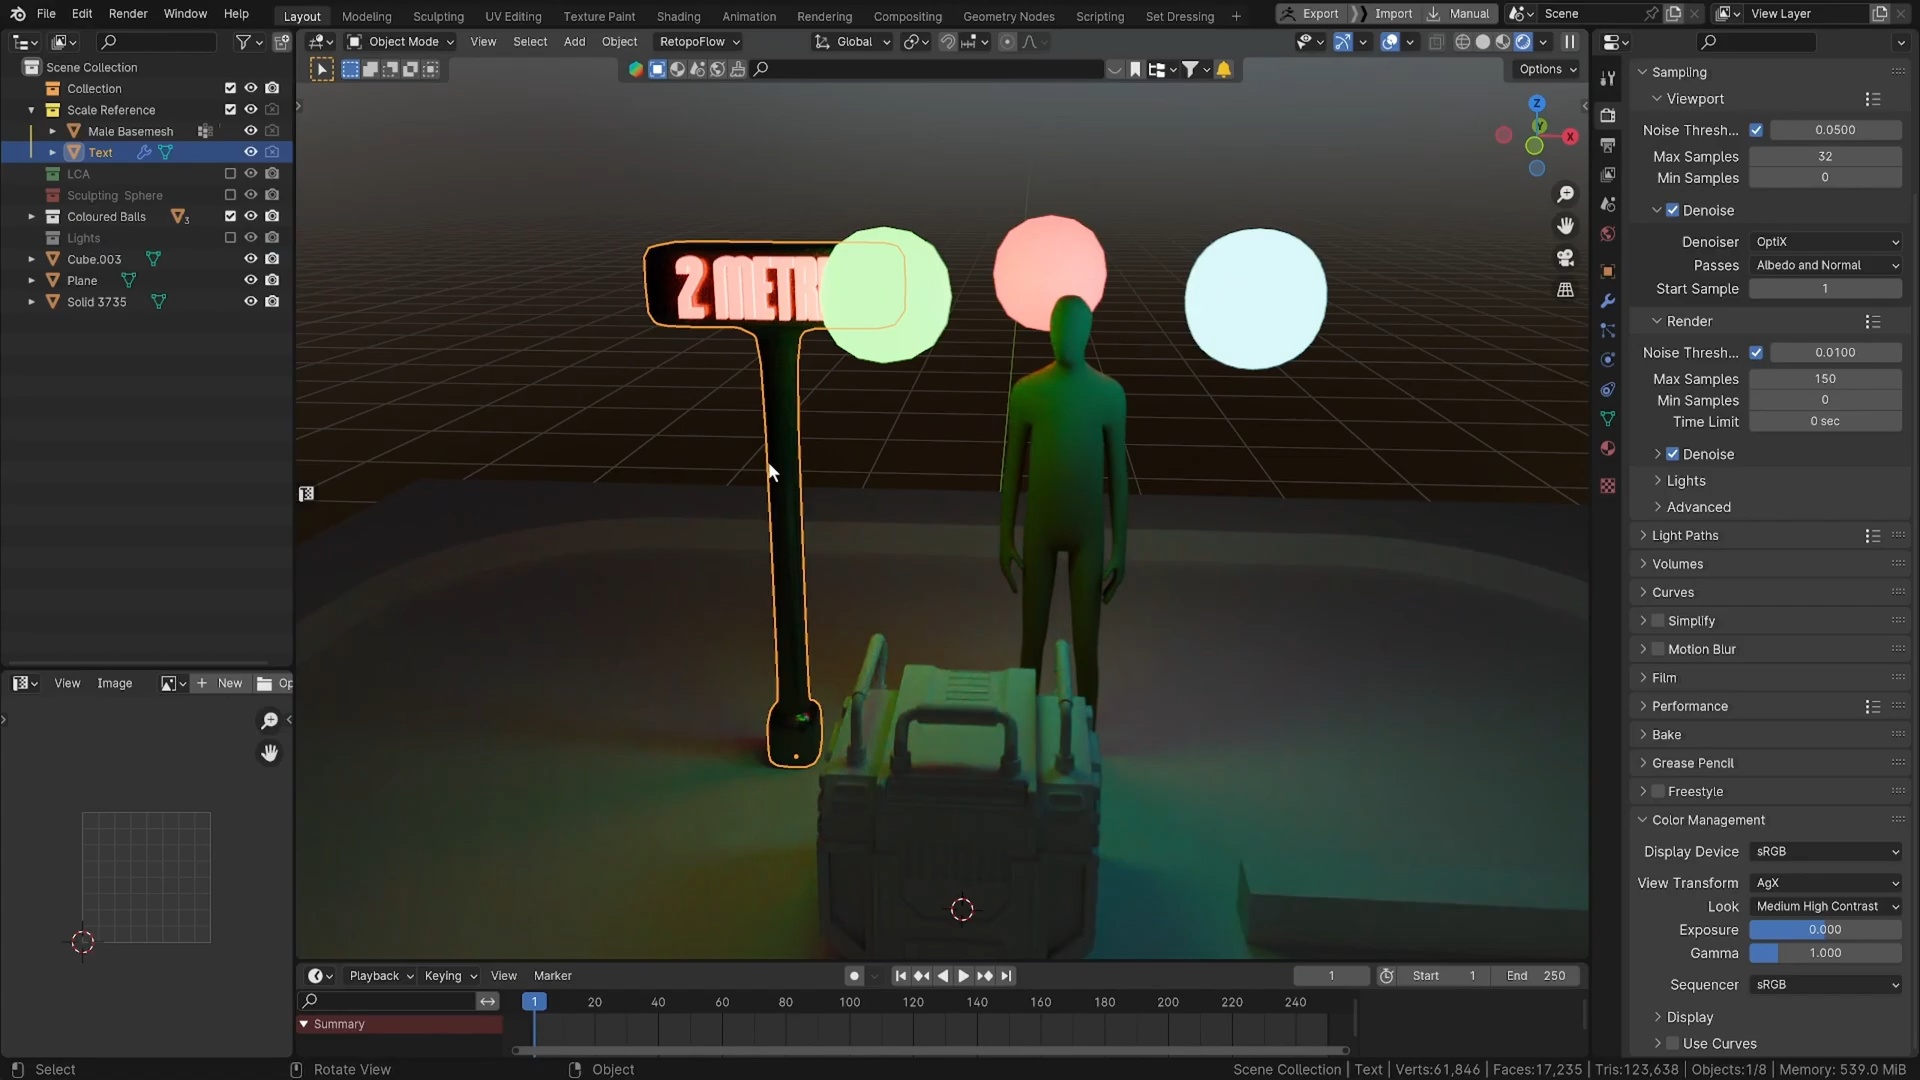 File Edit Render Window Help Layout Modeling Sculpting UV Editing Texture Paint Shading Animation Rendering Compositing Geometry Nodes Scripting Set Dressing + Export Import Manual Scene View Layer
Object Mode View Select Add Object RetopoFlow Global
Options
Scene Collection
Collection
Scale Reference
Male Basemesh
Text
LCA
Sculpting Sphere
Coloured Balls 3
Lights
Cube.003
Plane
Solid 3735
View Image New Op
Z
Y
X
2 METR
Sampling
Viewport
Noise Thresh... 0.0500
Max Samples 32
Min Samples 0
Denoise
Denoiser OptiX
Passes Albedo and Normal
Start Sample 1
Render
Noise Thresh... 0.0100
Max Samples 150
Min Samples 0
Time Limit 0 sec
Denoise
Lights
Advanced
Light Paths
Volumes
Curves
Simplify
Motion Blur
Film
Performance
Bake
Grease Pencil
Freestyle
Color Management
Display Device sRGB
View Transform AgX
Look Medium High Contrast
Exposure 0.000
Gamma 1.000
Sequencer sRGB
Display
Use Curves
Playback Keying View Marker 1 Start 1 End 250
1 20 40 60 80 100 120 140 160 180 200 220 240
Summary
Select Rotate View Object Scene Collection | Text | Verts:61,846 | Faces:17,235 | Tris:123,638 | Objects:1/8 | Memory: 539.0 MiB